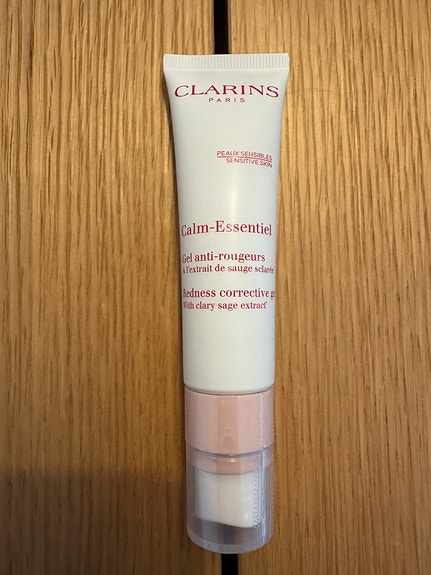 CLARINS
PARIS
PEAUX SENSIBLES
SENSITIVE SKIN
Calm-Essentiel
Gel anti-rougeurs
A l'extrait de sauge sclarée
Redness corrective
With clary sage extract*